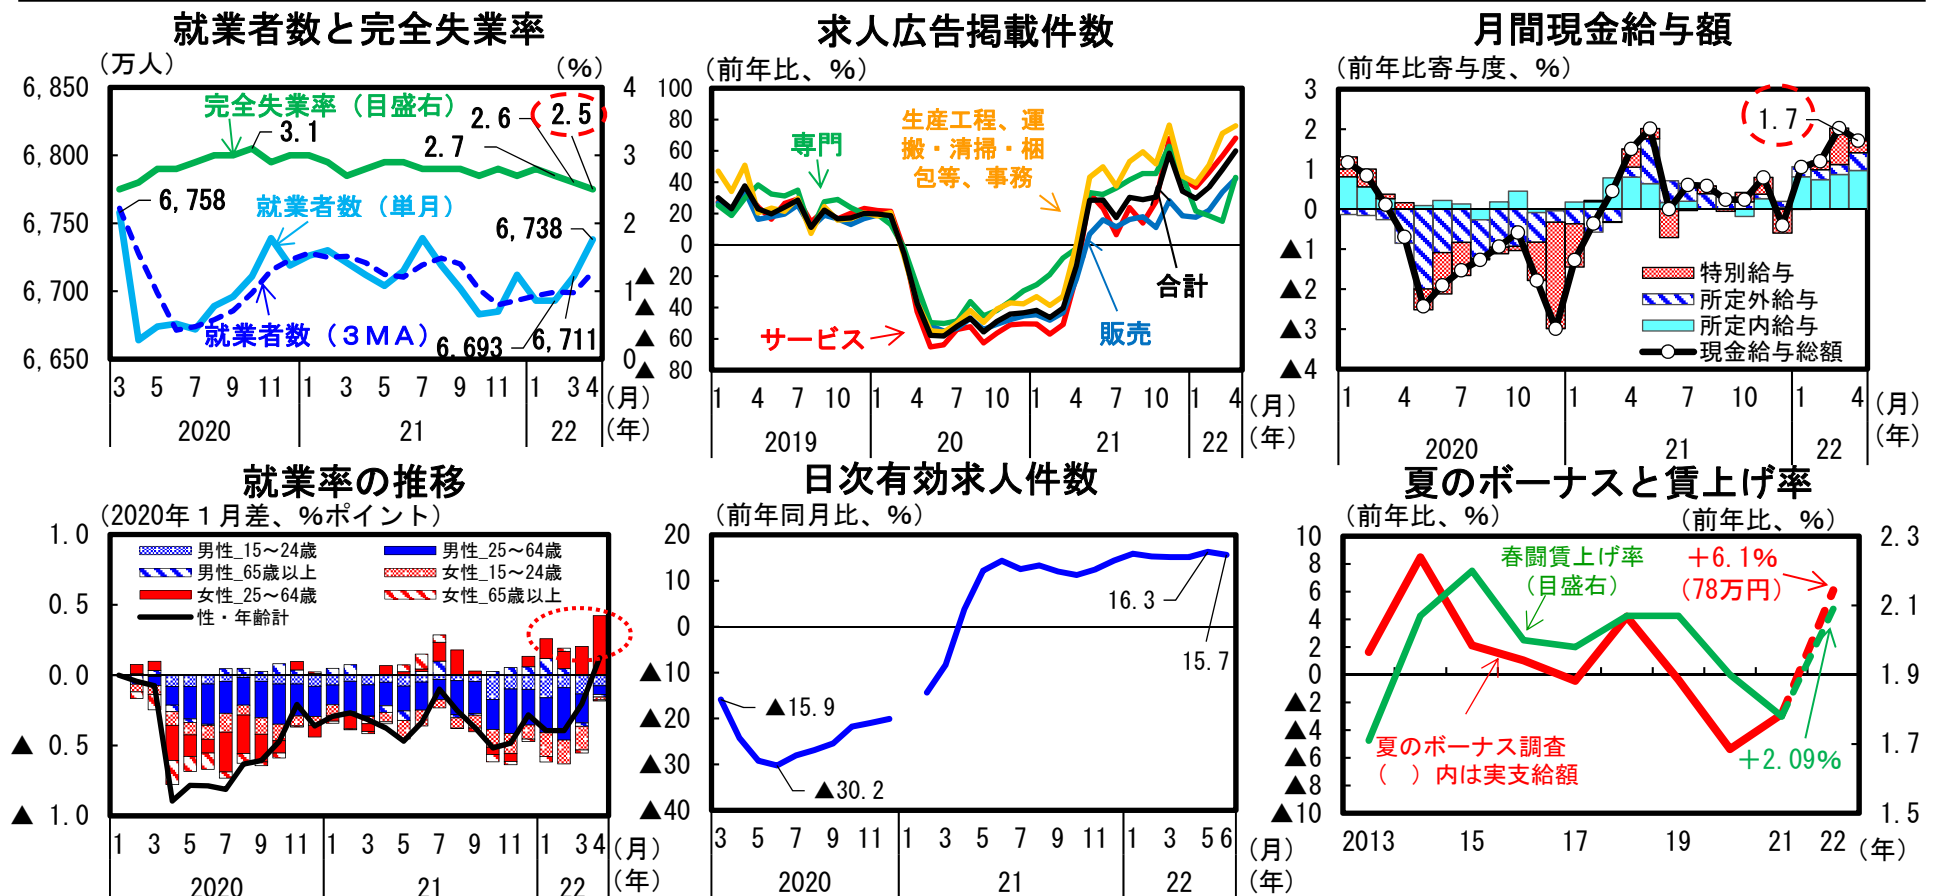 就業者数と完全失業率
（万人）
（%）
6,850
6,800
6,750
6,700
6,650
4
3
2
1
0
完全失業率（目盛右）
3.1
2.7
2.6
2.5
6,758
就業者数（単月）
6,738
就業者数（３MA）
6,693
6,711
3 5 7 9 11 1 3 5 7 9 11 1 3 4
（月）
2020 21 22
（年）
求人広告掲載件数
（前年比、%）
100
80
60
40
20
0
▲ 20
▲ 40
▲ 60
▲ 80
専門
生産工程、運
搬・清掃・梱
包等、事務
合計
サービス
販売
1 4 7 10 1 4 7 10 1 4 7 10 1 4
（月）
2019 20 21 22
（年）
月間現金給与額
（前年比寄与度、%）
3
2
1
0
▲1
▲2
▲3
▲4
1.7
特別給与
所定外給与
所定内給与
現金給与総額
1 4 7 10 1 4 7 10 1 4
（月）
2020 21 22
（年）
就業率の推移
（2020年１月差、%ポイント）
1.0
0.5
0.0
▲ 0.5
▲ 1.0
男性_15～24歳
男性_25～64歳
男性_65歳以上
女性_15～24歳
女性_25～64歳
女性_65歳以上
性・年齢計
1 3 5 7 9 11 1 3 5 7 9 11 1 3 4
（月）
2020 21 22
（年）
日次有効求人件数
（前年同月比、%）
20
10
0
▲10
▲20
▲30
▲40
▲15.9
▲30.2
16.3
15.7
3 5 7 9 11 1 3 5 7 9 11 1 3 5 6
（月）
2020 21 22
（年）
夏のボーナスと賃上げ率
（前年比、%）
（前年比、%）
10
8
6
4
2
0
▲2
▲4
▲6
▲8
▲10
2.3
2.1
1.9
1.7
1.5
春闘賃上げ率
（目盛右）
＋6.1%
（78万円）
夏のボーナス調査
（　）内は実支給額
＋2.09%
2013 15 17 19 21 22
（年）